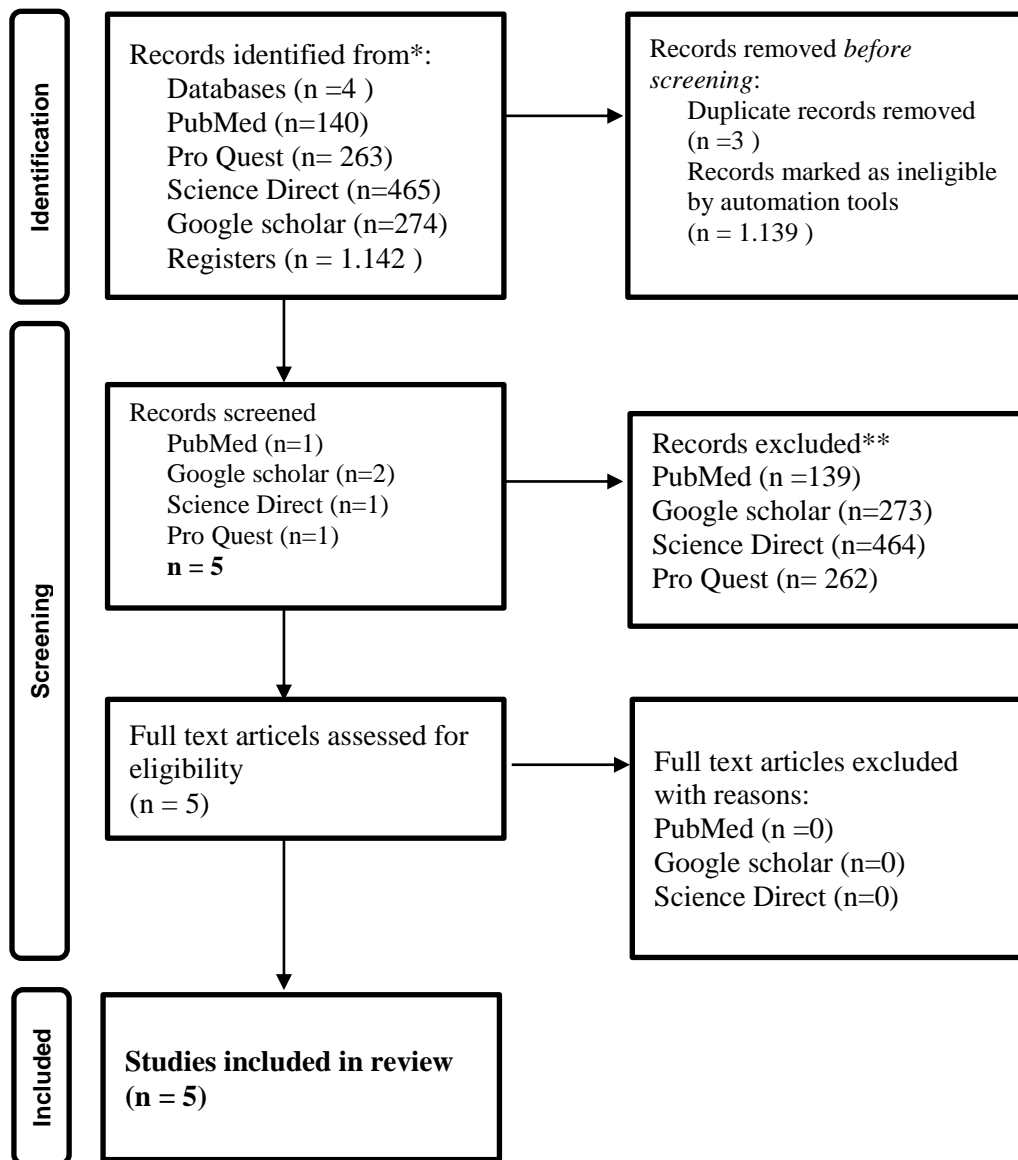 Identification
Records identified from*:
Databases (n =4 )
PubMed (n=140)
Pro Quest (n= 263)
Science Direct (n=465)
Google scholar (n=274)
Registers (n = 1.142 )
Records removed before
screening:
Duplicate records removed
(n =3 )
Records marked as ineligible
by automation tools
(n = 1.139 )
Screening
Records screened
PubMed (n=1)
Google scholar (n=2)
Science Direct (n=1)
Pro Quest (n=1)
n = 5
Records excluded**
PubMed (n =139)
Google scholar (n=273)
Science Direct (n=464)
Pro Quest (n= 262)
Full text articels assessed for
eligibility
(n = 5)
Full text articles excluded
with reasons:
PubMed (n =0)
Google scholar (n=0)
Science Direct (n=0)
Included
Studies included in review
(n = 5)